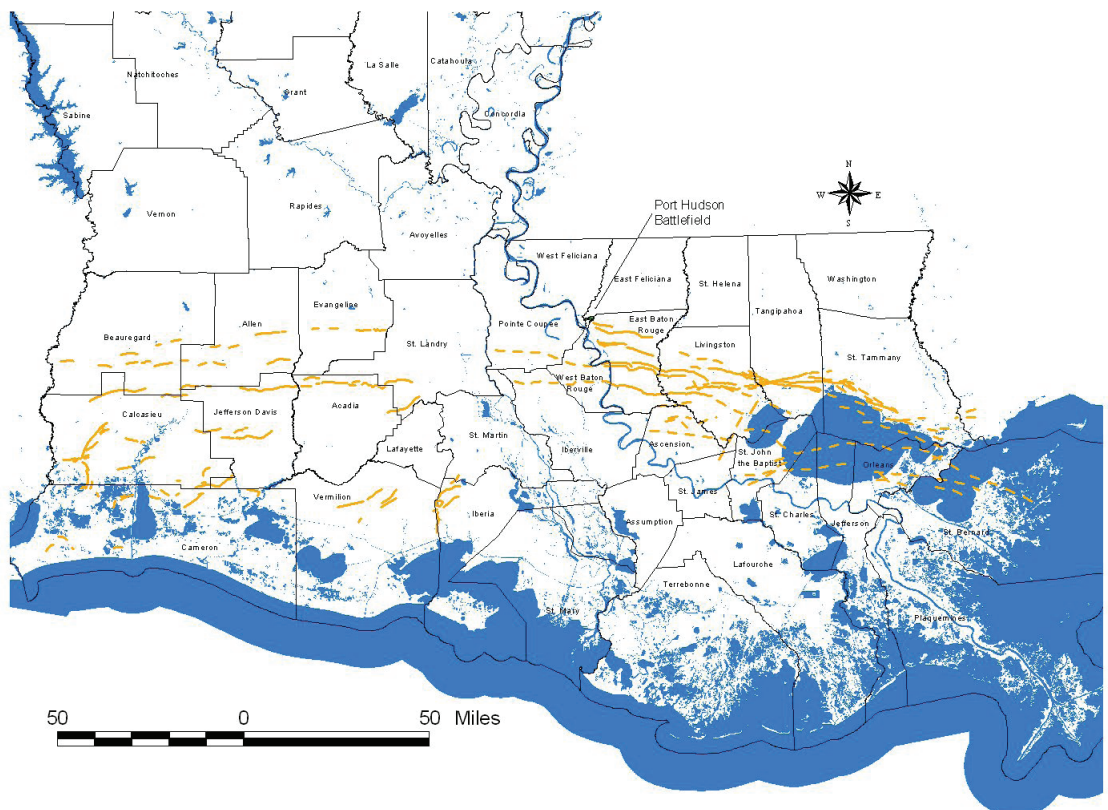 La Salle
Catahoula
Natchitoches
Grant
Sabine
Concordia
N
W E
S
Port Hudson
Battlefield
Vernon
Rapides
Avoyelles
West Feliciana
East Feliciana
St. Helena
Washington
Evangeline
Tangipahoa
Allen
Pointe Coupee
East Baton
Rouge
Beauregard
St. Landry
Livingston
St. Tammany
West Baton
Rouge
Calcasieu
Jefferson Davis
Acadia
St. Martin
Lafayette
Iberville
Ascension
St. John
the Baptist
Orleans
Vermilion
Iberia
St. James
St. Charles
Assumption
Jefferson
St. Bernard
Cameron
Lafourche
Terrebonne
St. Mary
Plaquemines
50 0 50 Miles